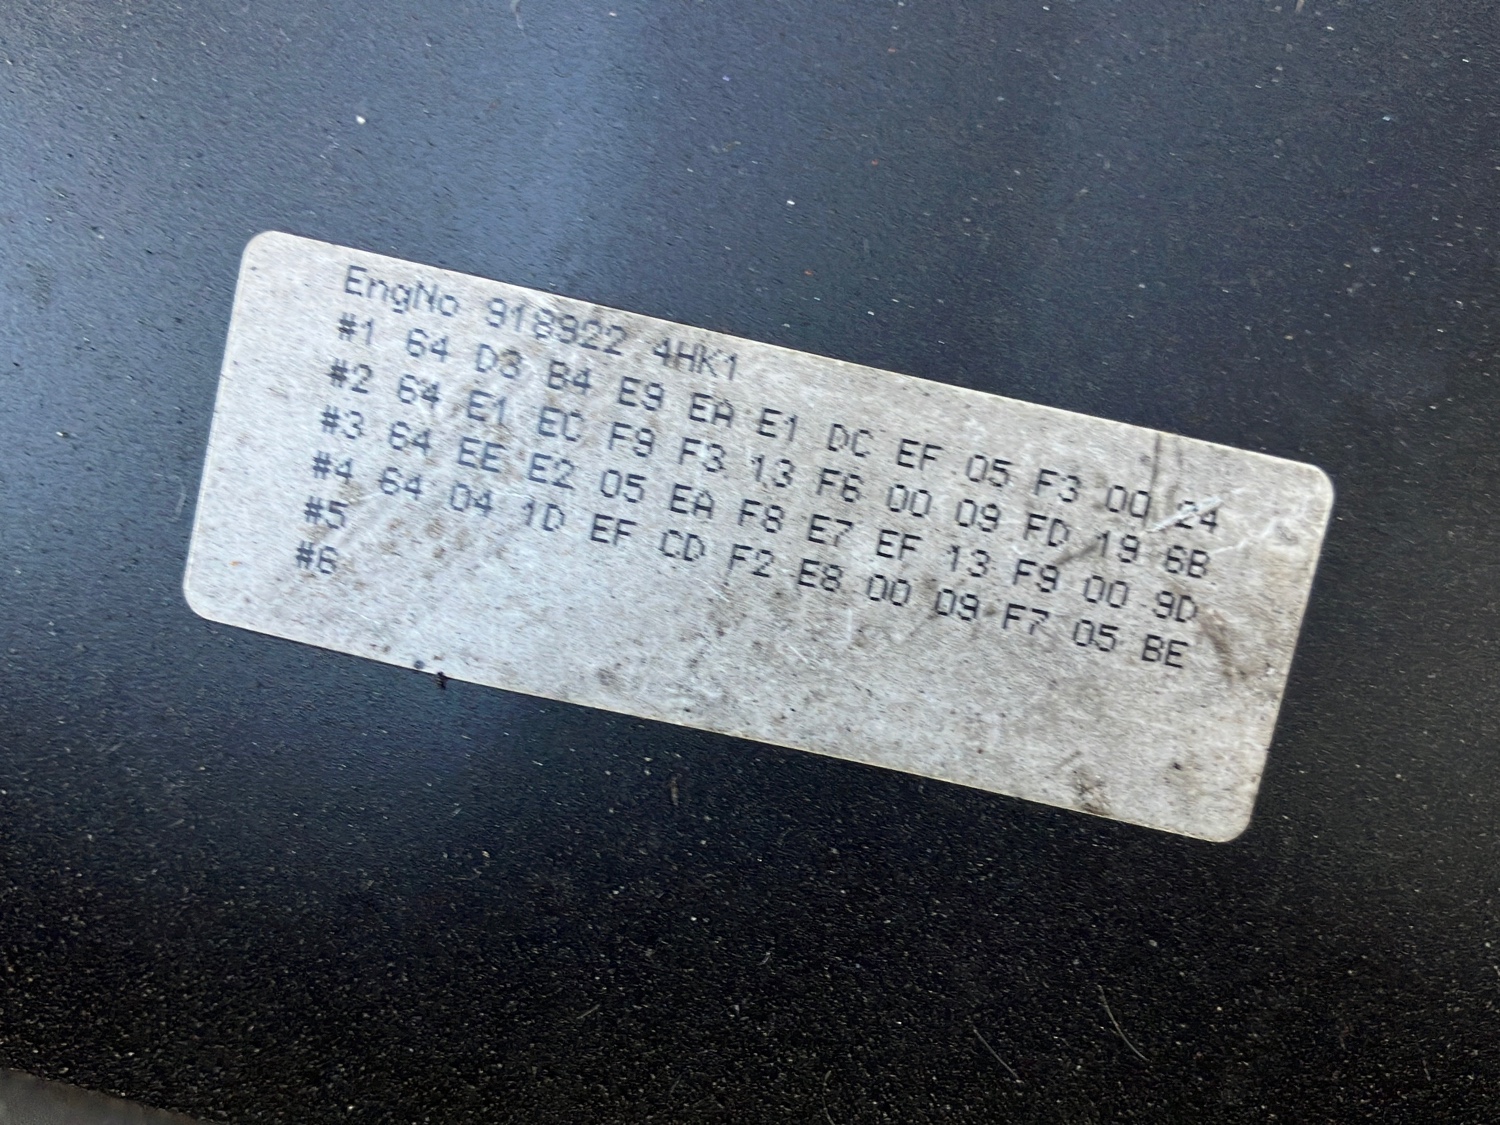 EngNo 918922 4HK1
#1 64 D3 B4 E9 EA E1 DC EF 05 F3 00 24
#2 64 E1 EC F9 F3 13 F6 00 09 FD 19 6B
#3 64 EE E2 05 EA F8 E7 EF 13 F9 00 9D
#4 64 04 1D EF CD F2 E8 00 09 F7 05 BE
#5
#6